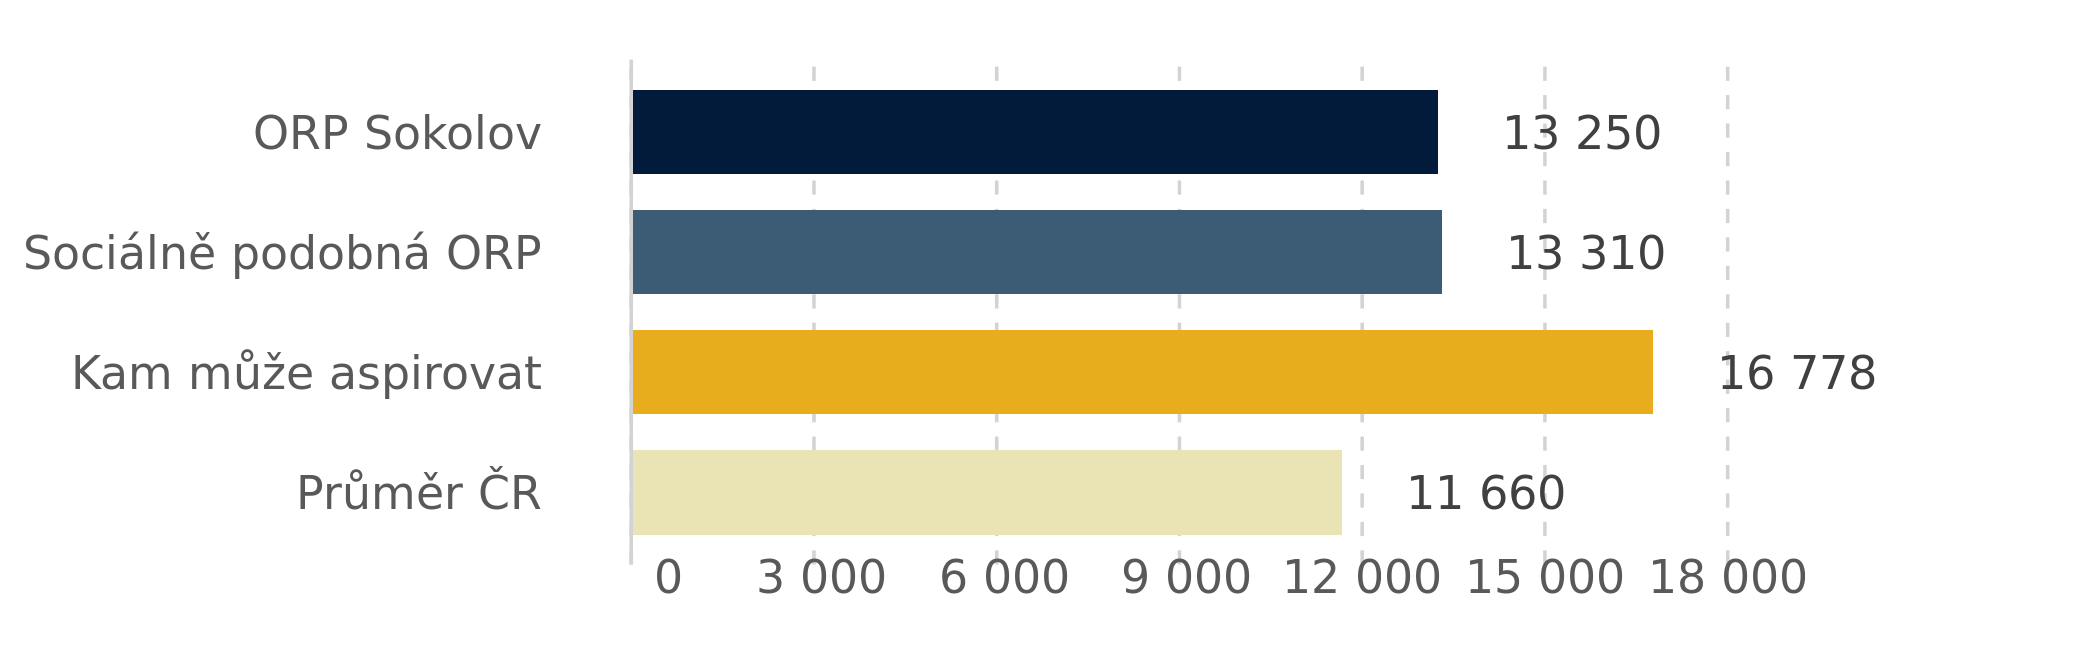 ORP Sokolov 13 250
Sociálně podobná ORP 13 310
Kam může aspirovat 16 778
Průměr ČR 11 660
0 3 000 6 000 9 000 12 000 15 000 18 000